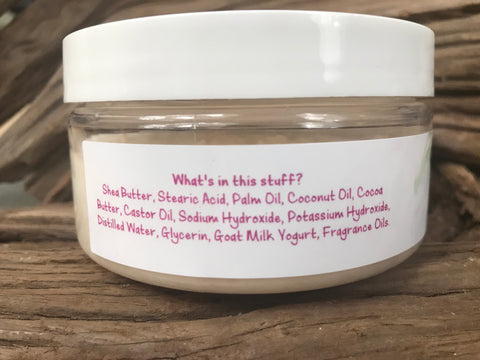 What's in this stuff?
Shea Butter, Stearic Acid, Palm Oil, Coconut Oil, Cocoa
Butter, Castor Oil, Sodium Hydroxide, Potassium Hydroxide,
Distilled Water, Glycerin, Goat Milk Yogurt, Fragrance Oils.